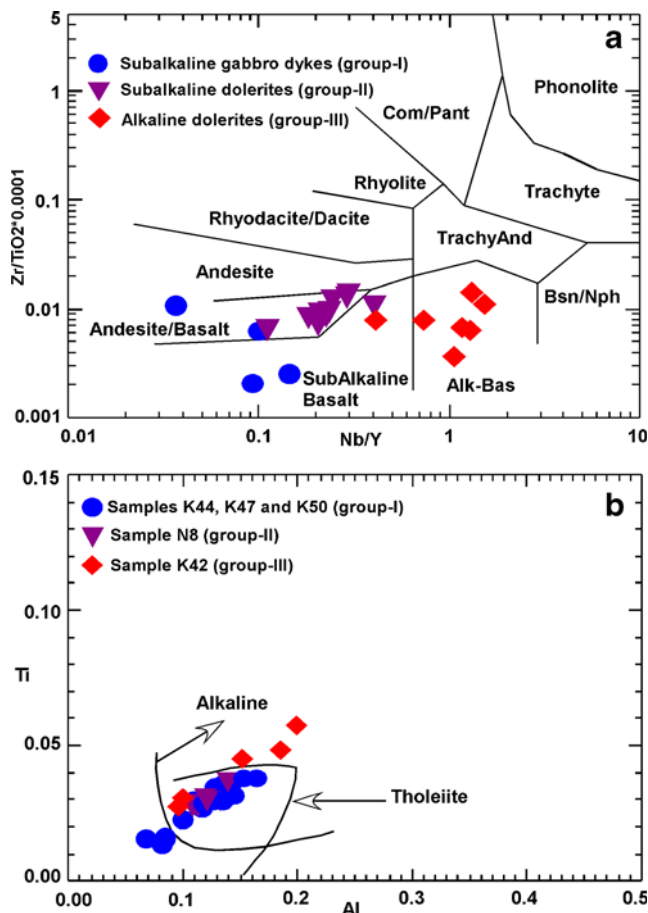 5
a
Subalkaline gabbro dykes (group-I)
1
Subalkaline dolerites (group-II)
Phonolite
Alkaline dolerites (group-III)
Com/Pant
Zr/TiO2*0.0001
0.1
Rhyolite
Trachyte
Rhyodacite/Dacite
TrachyAnd
Andesite
Bsn/Nph
0.01
Andesite/Basalt
SubAlkaline
Basalt
Alk-Bas
0.001
0.01
0.1
Nb/Y
1
10
0.15
b
Samples K44, K47 and K50 (group-I)
Sample N8 (group-II)
Sample K42 (group-III)
0.10
Ti
Alkaline
0.05
Tholeiite
0.00
0.0
0.1
0.2
0.3
0.4
0.5